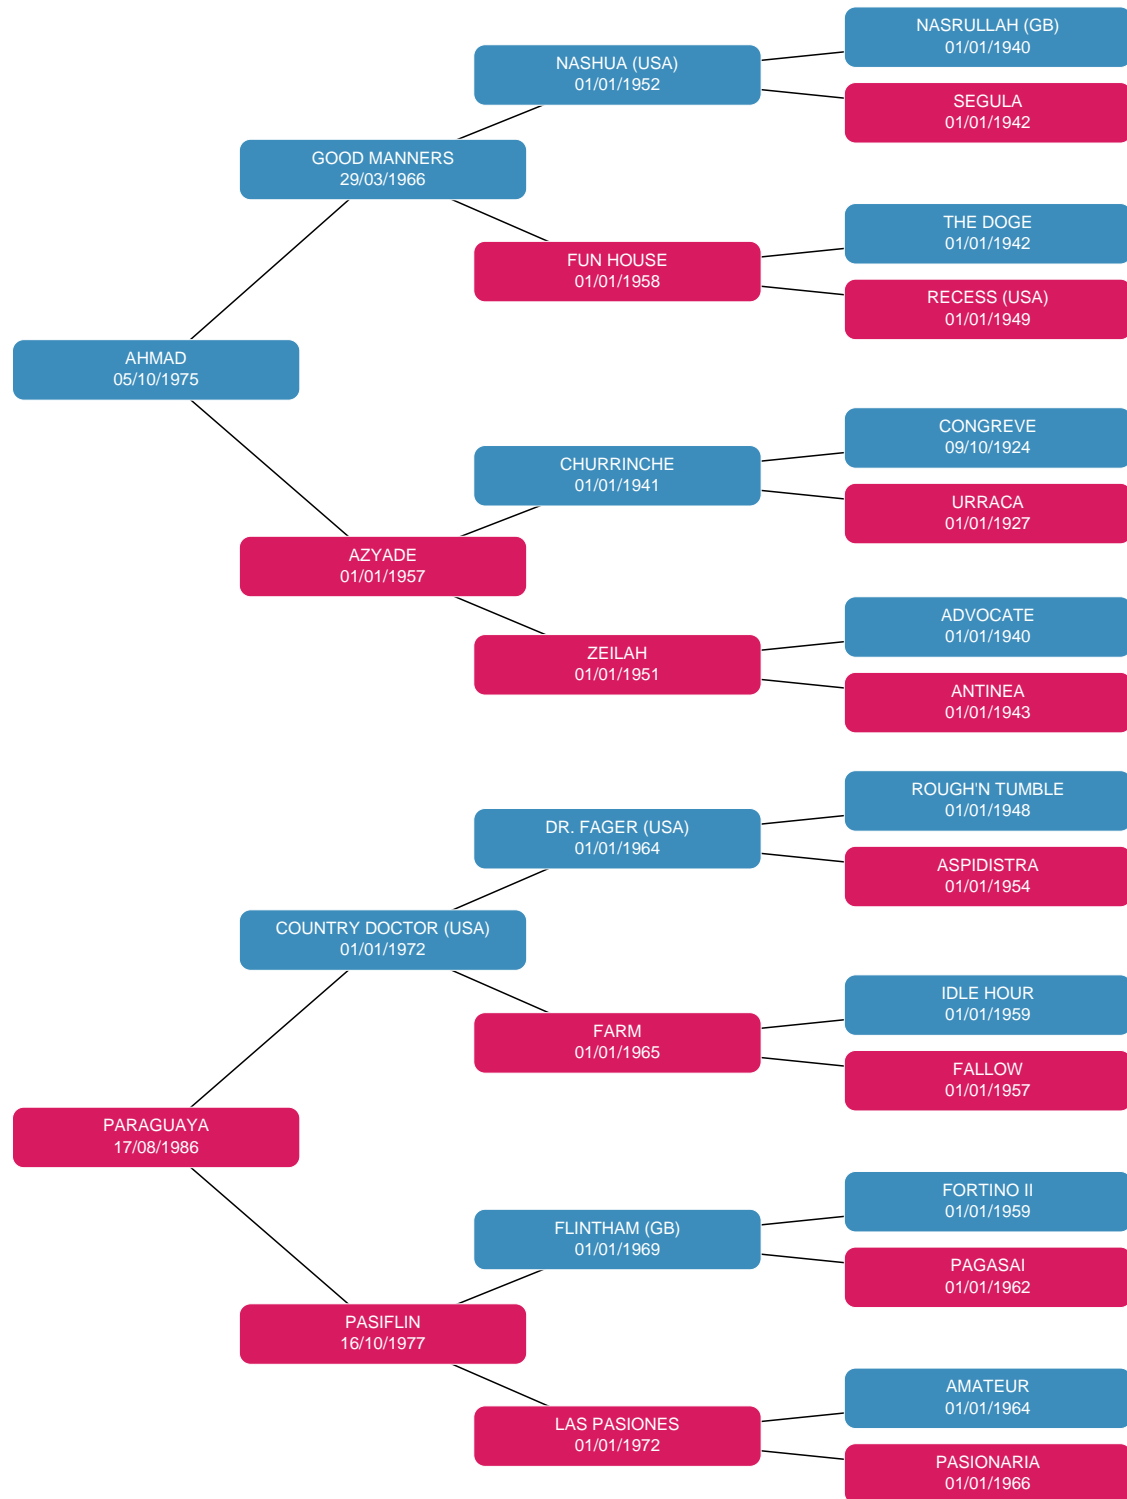 NASRULLAH (GB)
01/01/1940
NASHUA (USA)
01/01/1952
SEGULA
01/01/1942
GOOD MANNERS
29/03/1966
THE DOGE
01/01/1942
FUN HOUSE
01/01/1958
RECESS (USA)
01/01/1949
AHMAD
05/10/1975
CONGREVE
09/10/1924
CHURRINCHE
01/01/1941
URRACA
01/01/1927
AZYADE
01/01/1957
ADVOCATE
01/01/1940
ZEILAH
01/01/1951
ANTINEA
01/01/1943
ROUGH'N TUMBLE
01/01/1948
DR. FAGER (USA)
01/01/1964
ASPIDISTRA
01/01/1954
COUNTRY DOCTOR (USA)
01/01/1972
IDLE HOUR
01/01/1959
FARM
01/01/1965
FALLOW
01/01/1957
PARAGUAYA
17/08/1986
FORTINO II
01/01/1959
FLINTHAM (GB)
01/01/1969
PAGASAI
01/01/1962
PASIFLIN
16/10/1977
AMATEUR
01/01/1964
LAS PASIONES
01/01/1972
PASIONARIA
01/01/1966